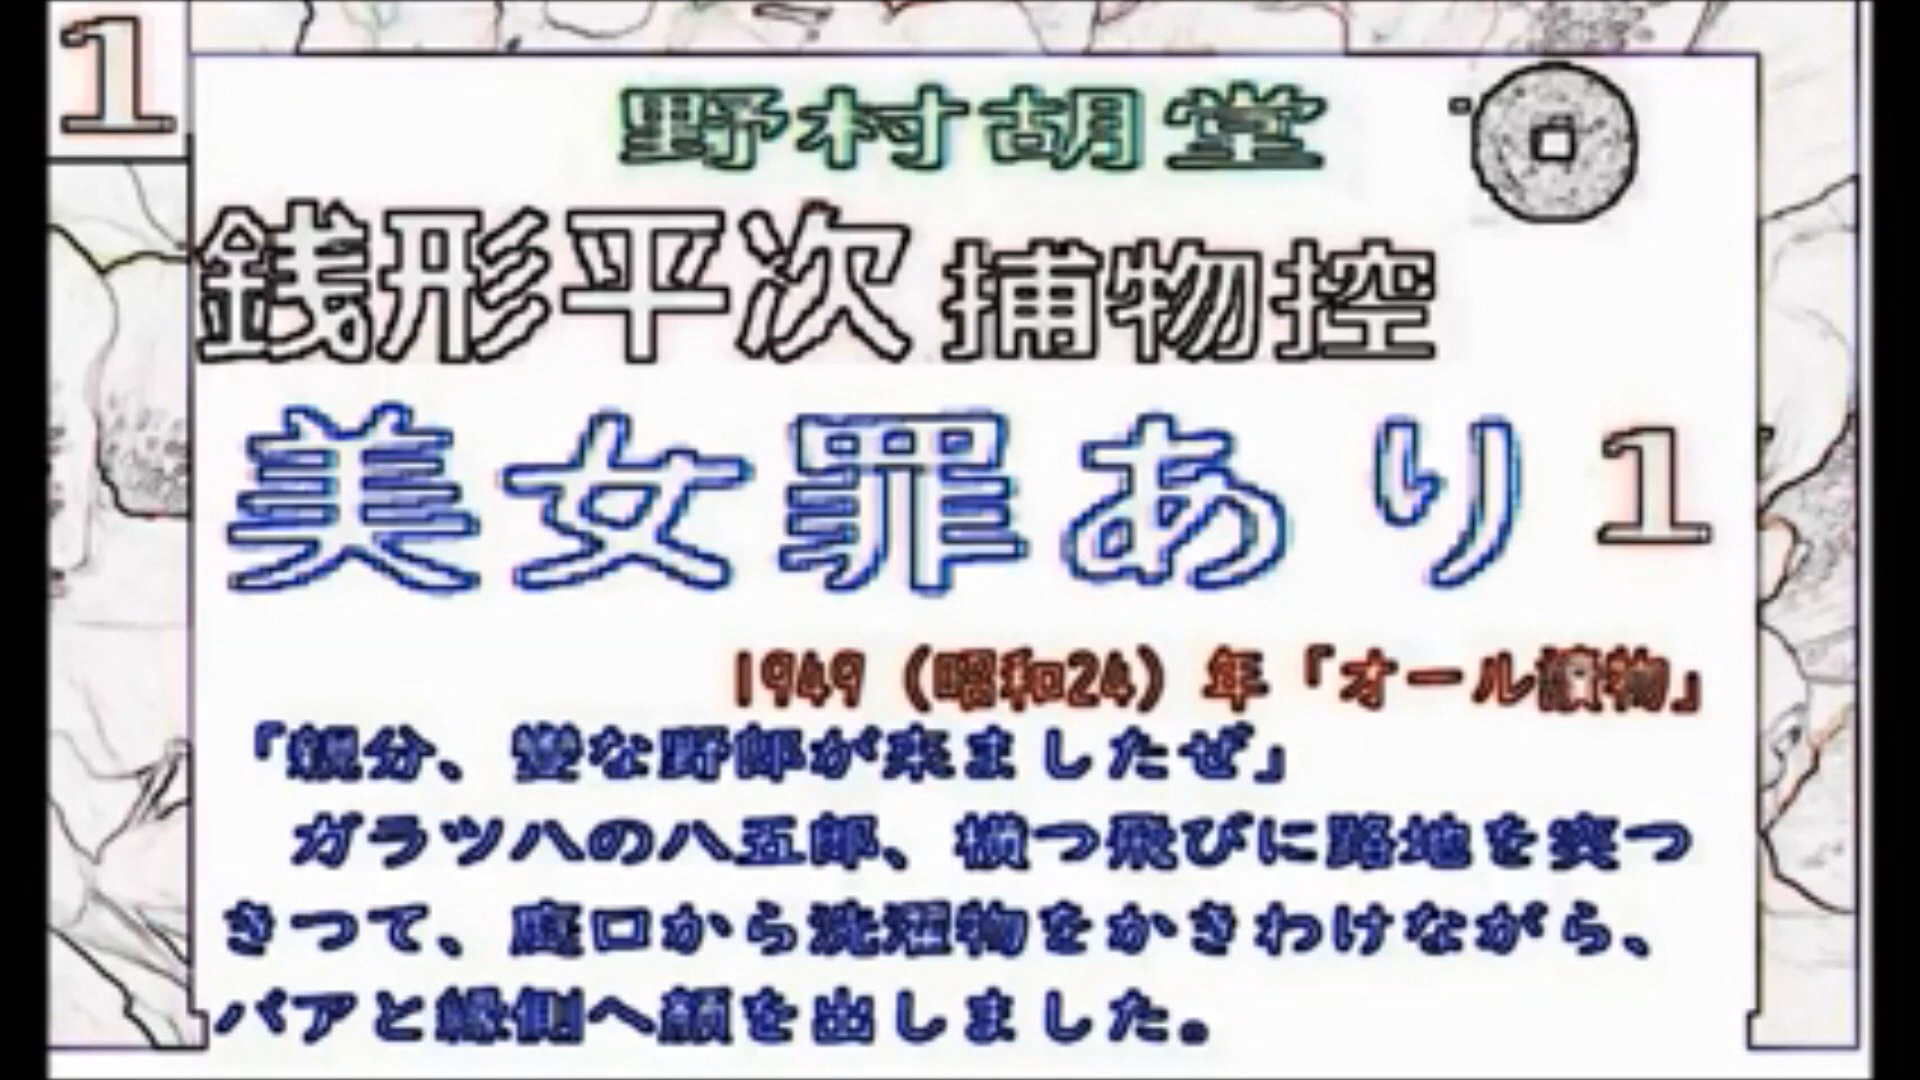 1
野村胡堂
銭形平次 捕物控
美女罪あり 1
1949（昭和24）年「オール讀物」
「親分、變な野郎が来ましたぜ」
ガラツハの八五郎、横つ飛びに路地を突つ
きつて、庭口から洗濯物をかきわけながら、
バアと縁側へ顔を出しました。